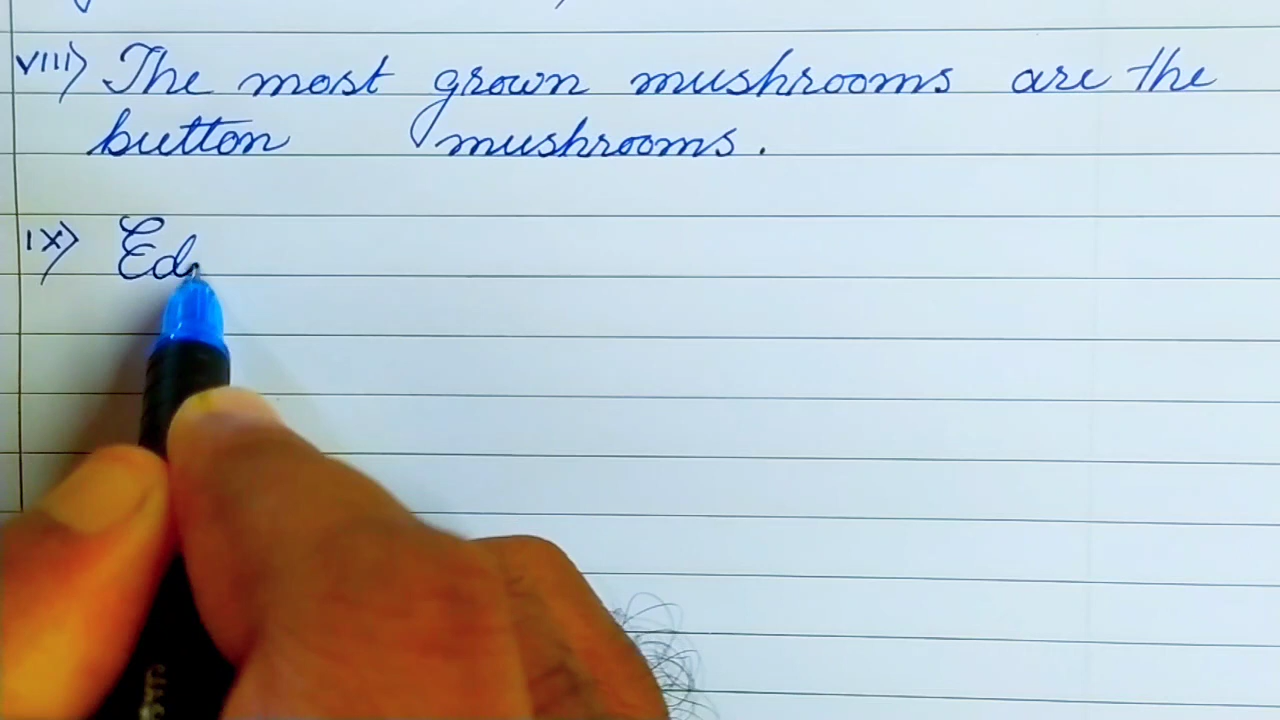 viii) The most grown mushrooms are the
button mushrooms.
ix) Ed